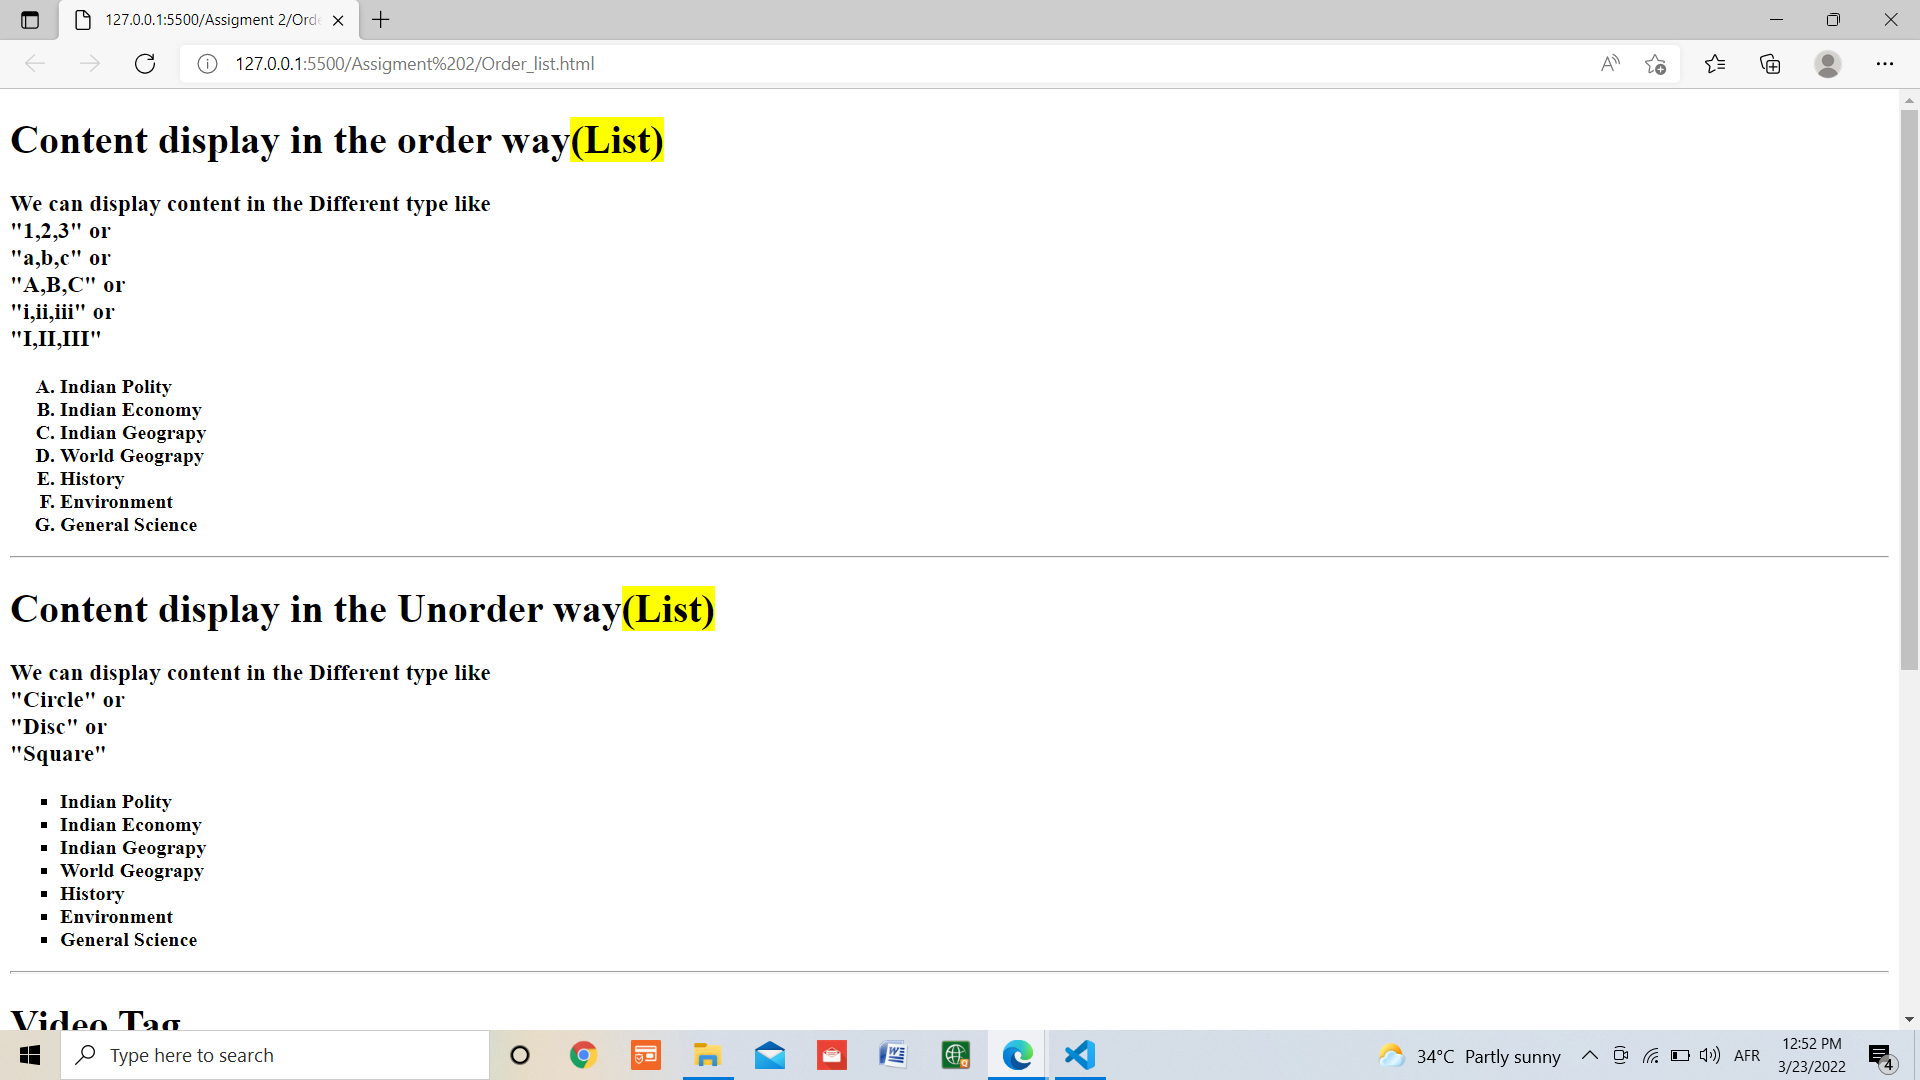 127.0.0.1:5500/Assigment 2/Orde
127.0.0.1:5500/Assigment%202/Order_list.html
Content display in the order way(List)
We can display content in the Different type like
"1,2,3" or
"a,b,c" or
"A,B,C" or
"i,ii,iii" or
"I,II,III"
A. Indian Polity
B. Indian Economy
C. Indian Geograpy
D. World Geograpy
E. History
F. Environment
G. General Science
Content display in the Unorder way(List)
We can display content in the Different type like
"Circle" or
"Disc" or
"Square"
▪ Indian Polity
▪ Indian Economy
▪ Indian Geograpy
▪ World Geograpy
▪ History
▪ Environment
▪ General Science
Video Tag
Type here to search
34°C Partly sunny
AFR
12:52 PM
3/23/2022
4